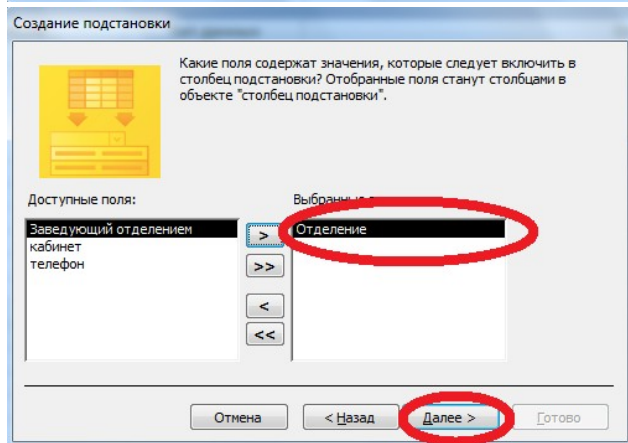 Создание подстановки
Какие поля содержат значения, которые следует включить в
столбец подстановки? Отобранные поля станут столбцами в
объекте "столбец подстановки".
Доступные поля:
Выбранные
Заведующий отделением
кабинет
телефон
>
>>
<
<<
Отделение
Отмена
< Назад
Далее >
Готово